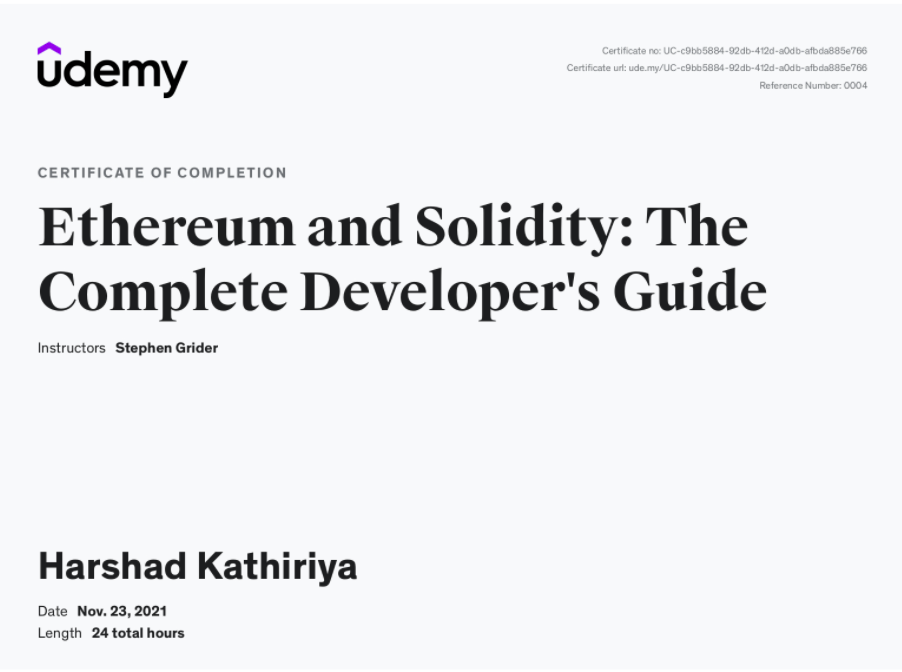 udemy
Certificate no: UC-c9bb5884-92db-412d-a0db-afbda885e766
Certificate url: ude.my/UC-c9bb5884-92db-412d-a0db-afbda885e766
Reference Number: 0004
CERTIFICATE OF COMPLETION
Ethereum and Solidity: The
Complete Developer's Guide
Instructors Stephen Grider
Harshad Kathiriya
Date Nov. 23, 2021
Length 24 total hours